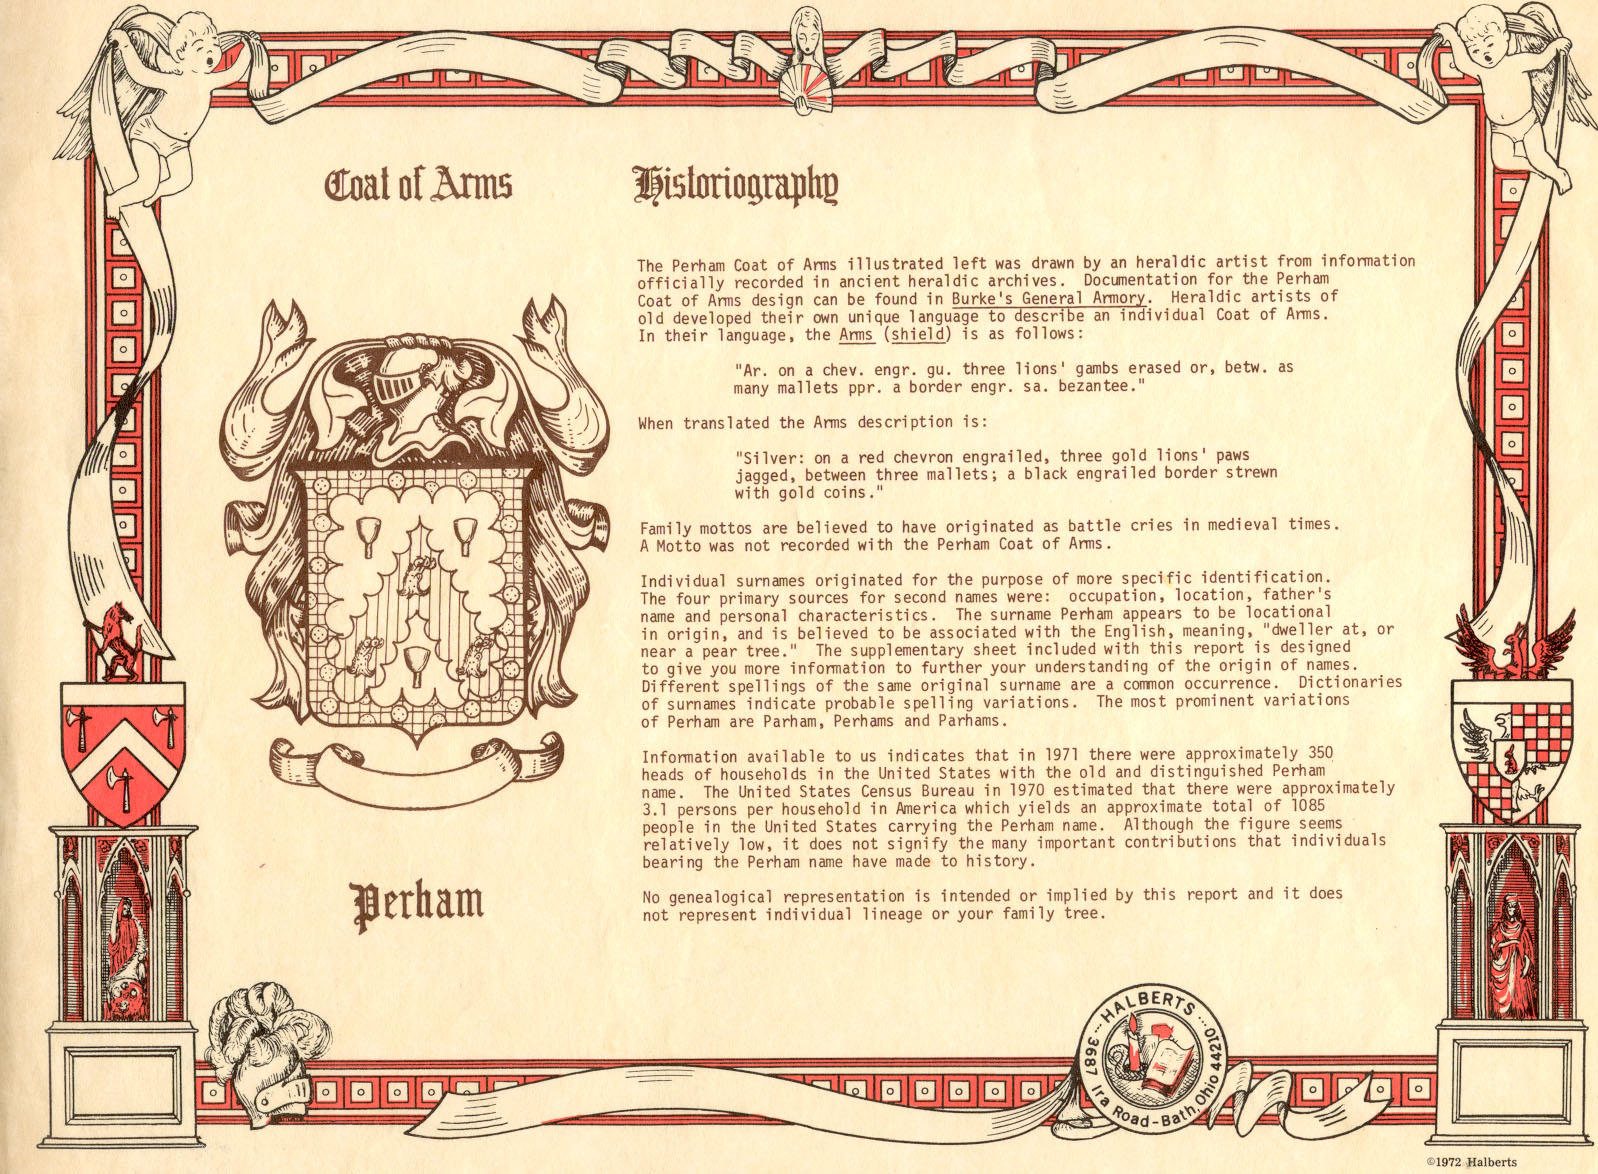 Coat of Arms
Historiography
The Perham Coat of Arms illustrated left was drawn by an heraldic artist from information
officially recorded in ancient heraldic archives. Documentation for the Perham
Coat of Arms design can be found in Burke's General Armory. Heraldic artists of
old developed their own unique language to describe an individual Coat of Arms.
In their language, the Arms (shield) is as follows:
"Ar. on a chev. engr. gu. three lions' gambs erased or, betw. as
many mallets ppr. a border engr. sa. bezantee."
When translated the Arms description is:
"Silver: on a red chevron engrailed, three gold lions' paws
jagged, between three mallets; a black engrailed border strewn
with gold coins."
Family mottos are believed to have originated as battle cries in medieval times.
A Motto was not recorded with the Perham Coat of Arms.
Individual surnames originated for the purpose of more specific identification.
The four primary sources for second names were: occupation, location, father's
name and personal characteristics. The surname Perham appears to be locational
in origin, and is believed to be associated with the English, meaning, "dweller at, or
near a pear tree." The supplementary sheet included with this report is designed
to give you more information to further your understanding of the origin of names.
Different spellings of the same original surname are a common occurrence. Dictionaries
of surnames indicate probable spelling variations. The most prominent variations
of Perham are Parham, Perhams and Parhams.
Information available to us indicates that in 1971 there were approximately 350
heads of households in the United States with the old and distinguished Perham
name. The United States Census Bureau in 1970 estimated that there were approximately
3.1 persons per household in America which yields an approximate total of 1085
people in the United States carrying the Perham name. Although the figure seems
relatively low, it does not signify the many important contributions that individuals
bearing the Perham name have made to history.
No genealogical representation is intended or implied by this report and it does
not represent individual lineage or your family tree.
Perham
HALBERTS
3687 Ira Road-Bath, Ohio 44210
©1972 Halberts